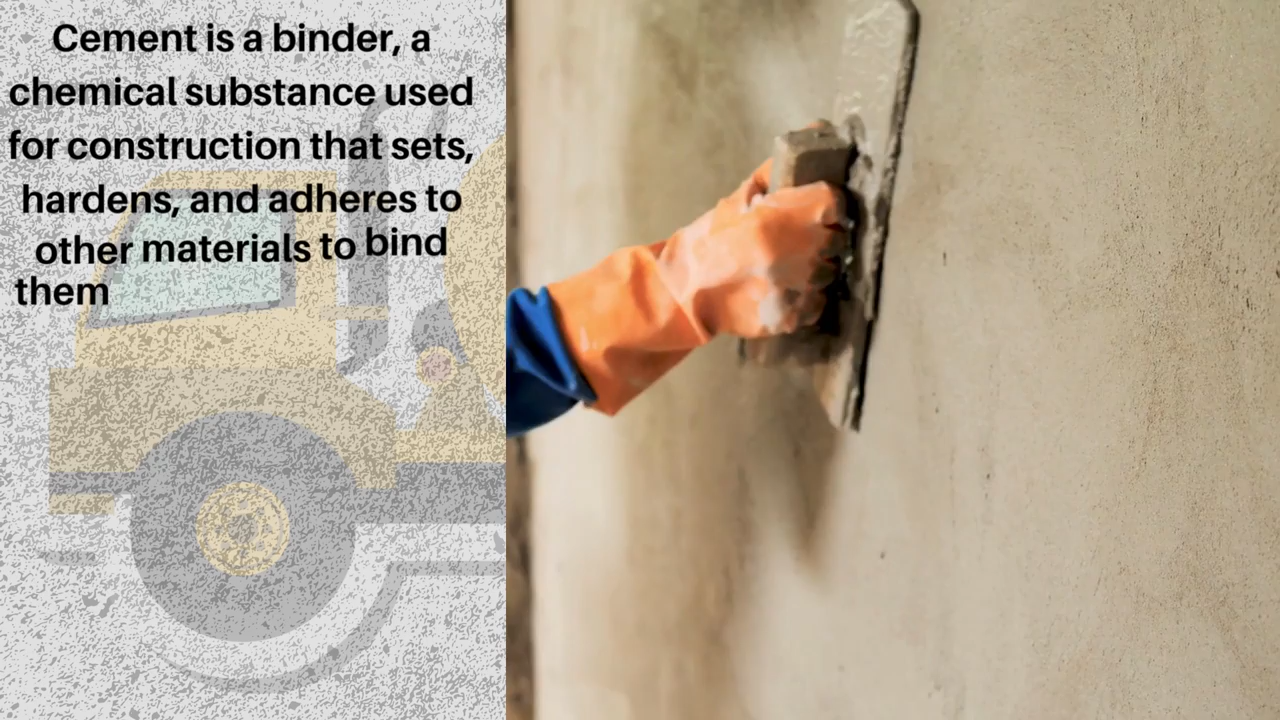 Cement is a binder, a
chemical substance used
for construction that sets,
hardens, and adheres to
other materials to bind
them